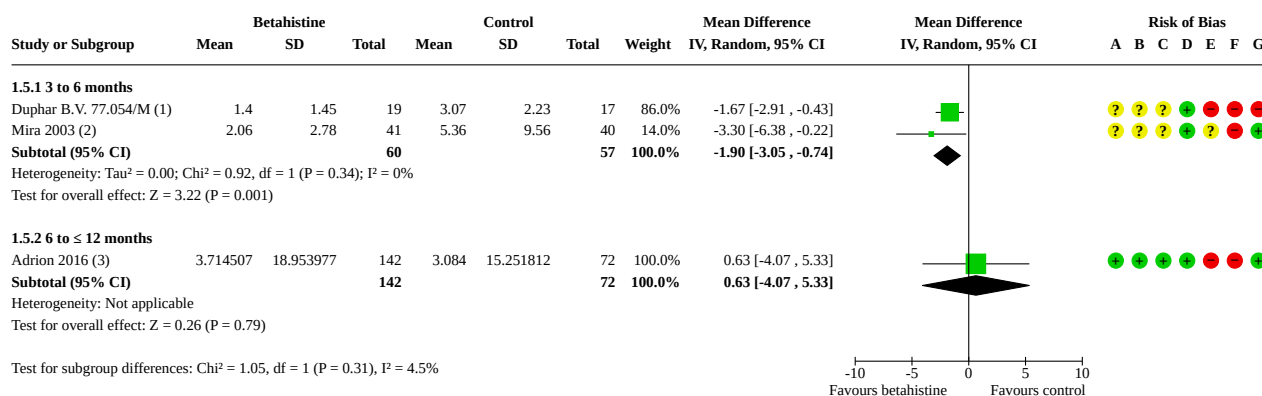 Betahistine Control Mean Difference Mean Difference Risk of Bias
Study or Subgroup Mean SD Total Mean SD Total Weight IV, Random, 95% CI IV, Random, 95% CI A B C D E F G
1.5.1 3 to 6 months
Duphar B.V. 77.054/M (1) 1.4 1.45 19 3.07 2.23 17 86.0% -1.67 [-2.91 , -0.43] ? ? ? + − − −
Mira 2003 (2) 2.06 2.78 41 5.36 9.56 40 14.0% -3.30 [-6.38 , -0.22] ? ? ? + ? − +
Subtotal (95% CI) 60 57 100.0% -1.90 [-3.05 , -0.74]
Heterogeneity: Tau² = 0.00; Chi² = 0.92, df = 1 (P = 0.34); I² = 0%
Test for overall effect: Z = 3.22 (P = 0.001)
1.5.2 6 to ≤ 12 months
Adrion 2016 (3) 3.714507 18.953977 142 3.084 15.251812 72 100.0% 0.63 [-4.07 , 5.33] + + + + − − +
Subtotal (95% CI) 142 72 100.0% 0.63 [-4.07 , 5.33]
Heterogeneity: Not applicable
Test for overall effect: Z = 0.26 (P = 0.79)
Test for subgroup differences: Chi² = 1.05, df = 1 (P = 0.31), I² = 4.5%
-10 -5 0 5 10
Favours betahistine Favours control